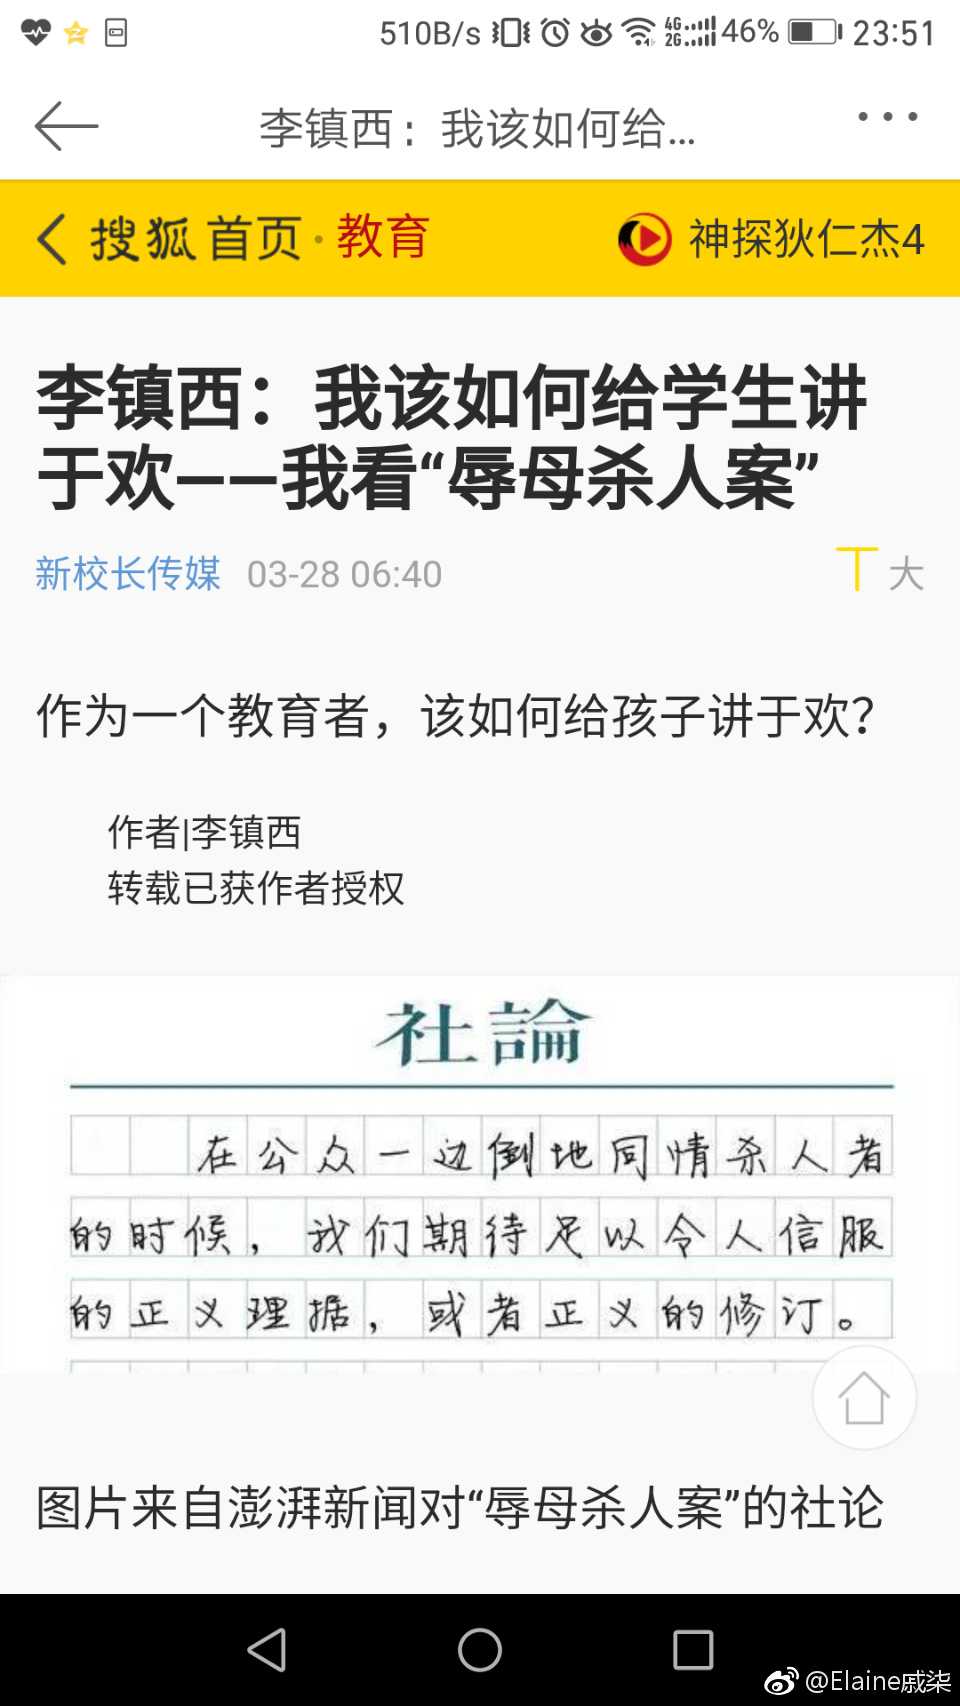 510B/s 4G 2G 46% 23:51
李镇西：我该如何给...
搜狐首页·教育 神探狄仁杰4
李镇西：我该如何给学生讲
于欢——我看“辱母杀人案”
新校长传媒 03-28 06:40 大
作为一个教育者，该如何给孩子讲于欢？
作者|李镇西
转载已获作者授权
社論
在公众一边倒地同情杀人者
的时候，我们期待足以令人信服
的正义理据，或者正义的修订。
图片来自澎湃新闻对“辱母杀人案”的社论
@Elaine戚柒